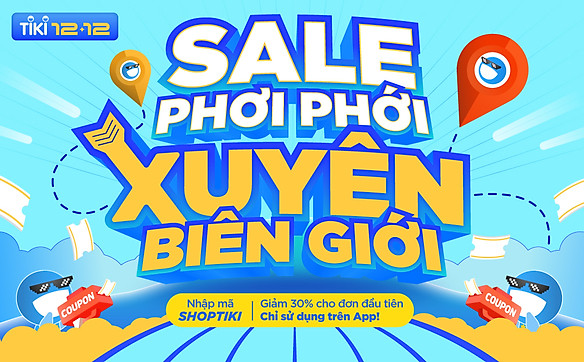 TIKI 12.12
SALE
PHƠI PHỚI
XUYÊN
BIÊN GIỚI
Nhập mã
SHOPTIKI
Giảm 30% cho đơn đầu tiên
Chỉ sử dụng trên App!
COUPON
COUPON